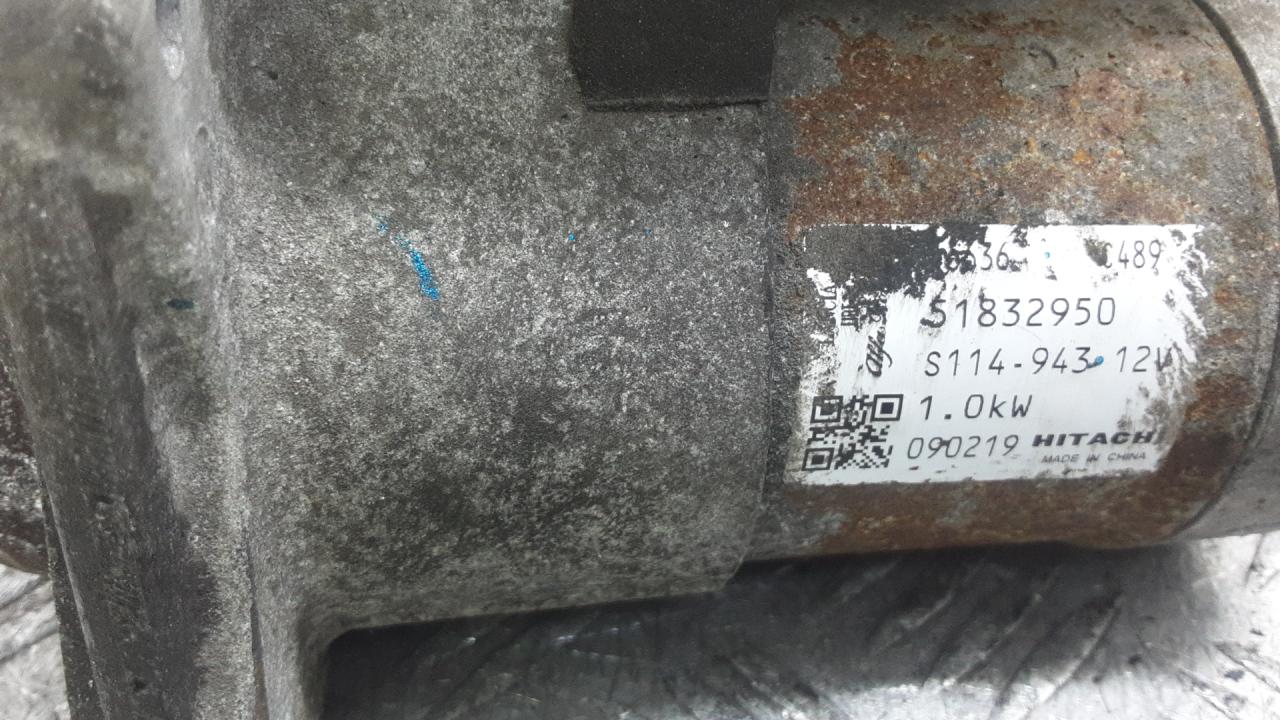 C489
51832950
S114-943 12V
1.0kW
090219 HITACHI
MADE IN CHINA